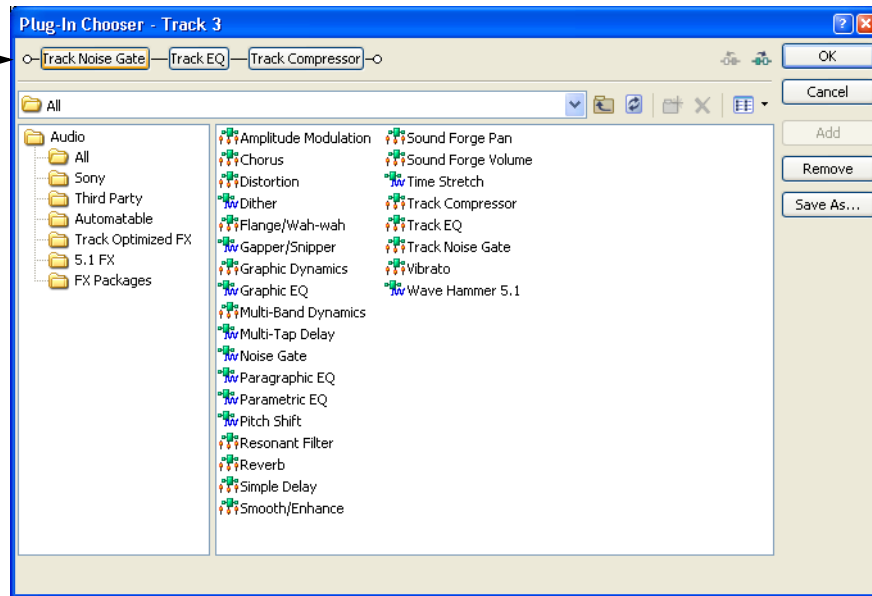 Plug-In Chooser - Track 3
Track Noise Gate
Track EQ
Track Compressor
OK
All
Cancel
Add
Remove
Save As...
Audio
All
Sony
Third Party
Automatable
Track Optimized FX
5.1 FX
FX Packages
Amplitude Modulation
Chorus
Distortion
Dither
Flange/Wah-wah
Gapper/Snipper
Graphic Dynamics
Graphic EQ
Multi-Band Dynamics
Multi-Tap Delay
Noise Gate
Paragraphic EQ
Parametric EQ
Pitch Shift
Resonant Filter
Reverb
Simple Delay
Smooth/Enhance
Sound Forge Pan
Sound Forge Volume
Time Stretch
Track Compressor
Track EQ
Track Noise Gate
Vibrato
Wave Hammer 5.1